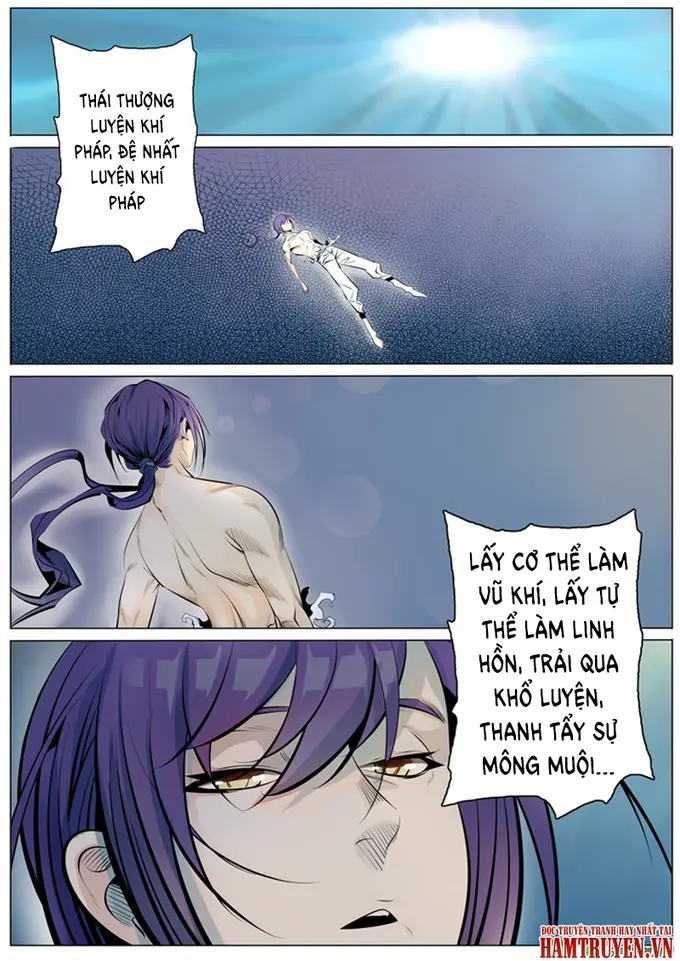 THÁI THƯỢNG
LUYỆN KHÍ
PHÁP, ĐỆ NHẤT
LUYỆN KHÍ
PHÁP
LẤY CƠ THỂ LÀM
VŨ KHÍ, LẤY TỰ
THỂ LÀM LINH
HỒN, TRẢI QUA
KHỔ LUYỆN,
THANH TẨY SỰ
MÔNG MUỘI...
ĐỌC TRUYỆN TRANH HAY NHẤT TẠI
HAMTRUYEN.VN